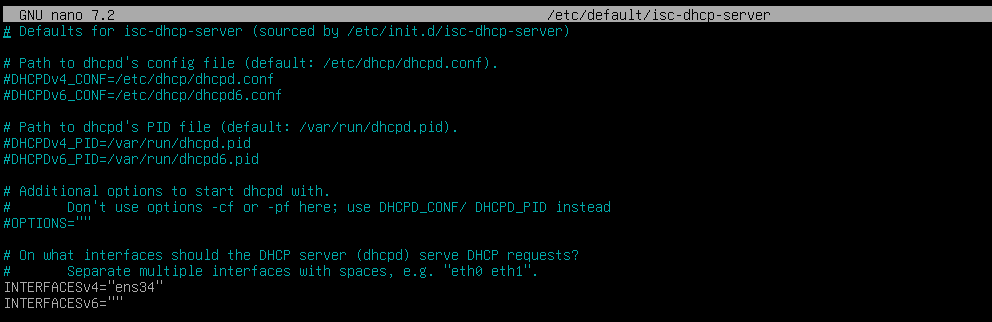 GNU nano 7.2 /etc/default/isc-dhcp-server
# Defaults for isc-dhcp-server (sourced by /etc/init.d/isc-dhcp-server)
# Path to dhcpd's config file (default: /etc/dhcp/dhcpd.conf).
#DHCPDv4_CONF=/etc/dhcp/dhcpd.conf
#DHCPDv6_CONF=/etc/dhcp/dhcpd6.conf
# Path to dhcpd's PID file (default: /var/run/dhcpd.pid).
#DHCPDv4_PID=/var/run/dhcpd.pid
#DHCPDv6_PID=/var/run/dhcpd6.pid
# Additional options to start dhcpd with.
#       Don't use options -cf or -pf here; use DHCPD_CONF/ DHCPD_PID instead
#OPTIONS=""
# On what interfaces should the DHCP server (dhcpd) serve DHCP requests?
#       Separate multiple interfaces with spaces, e.g. "eth0 eth1".
INTERFACESv4="ens34"
INTERFACESv6=""